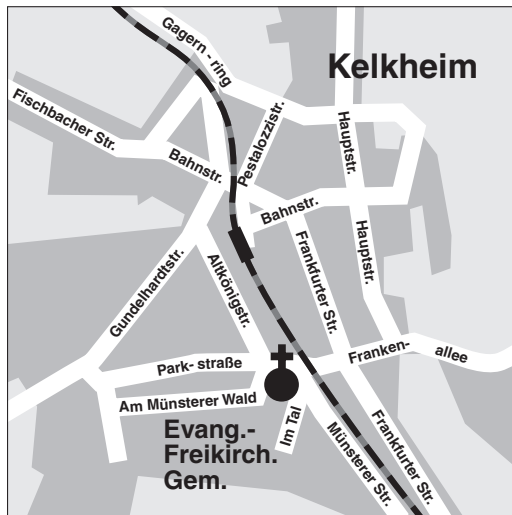 Gagern - ring
Kelkheim
Fischbacher Str.
Pestalozzistr.
Hauptstr.
Bahnstr.
Bahnstr.
Hauptstr.
Gundelhardtstr.
Altkönigstr.
Frankfurter Str.
Franken- allee
Park- straße
Am Münsterer Wald
Im Tal
Münsterer Str.
Frankfurter Str.
Evang.-
Freikirch.
Gem.